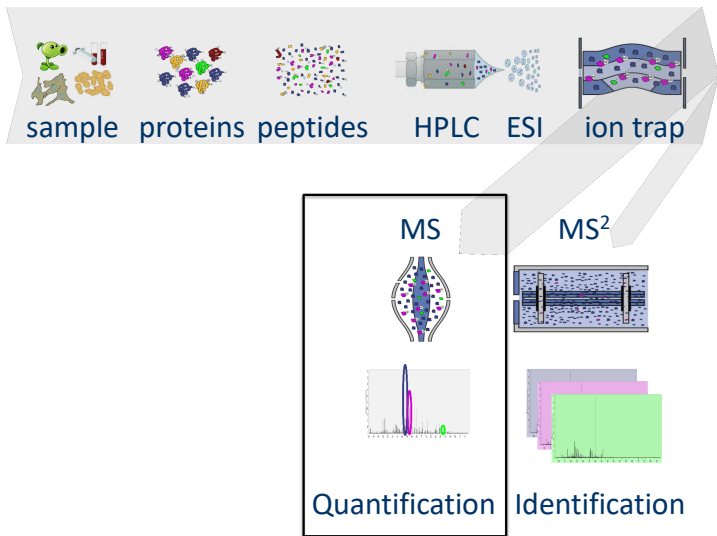 sample proteins peptides HPLC ESI ion trap
MS MS²
Quantification Identification